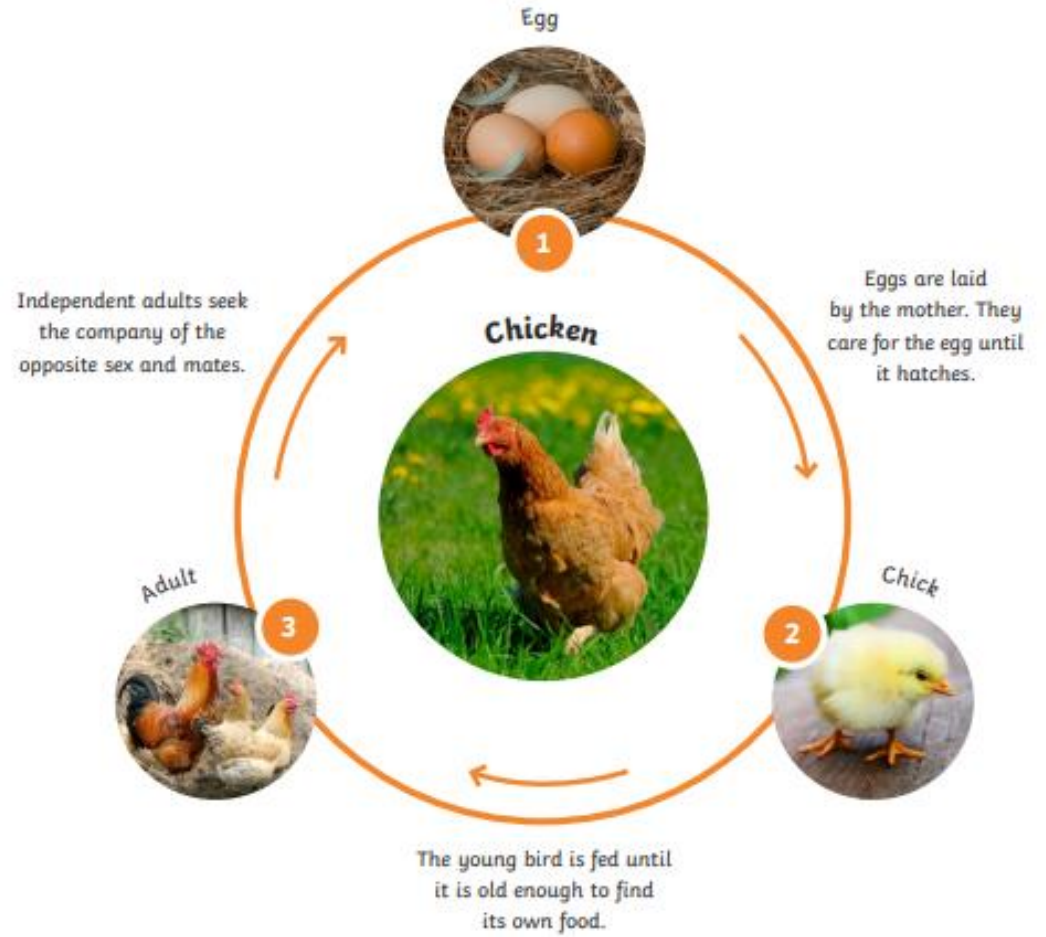 Egg
1
Eggs are laid
by the mother. They
care for the egg until
it hatches.
Chick
2
The young bird is fed until
it is old enough to find
its own food.
Adult
3
Independent adults seek
the company of the
opposite sex and mates.
Chicken